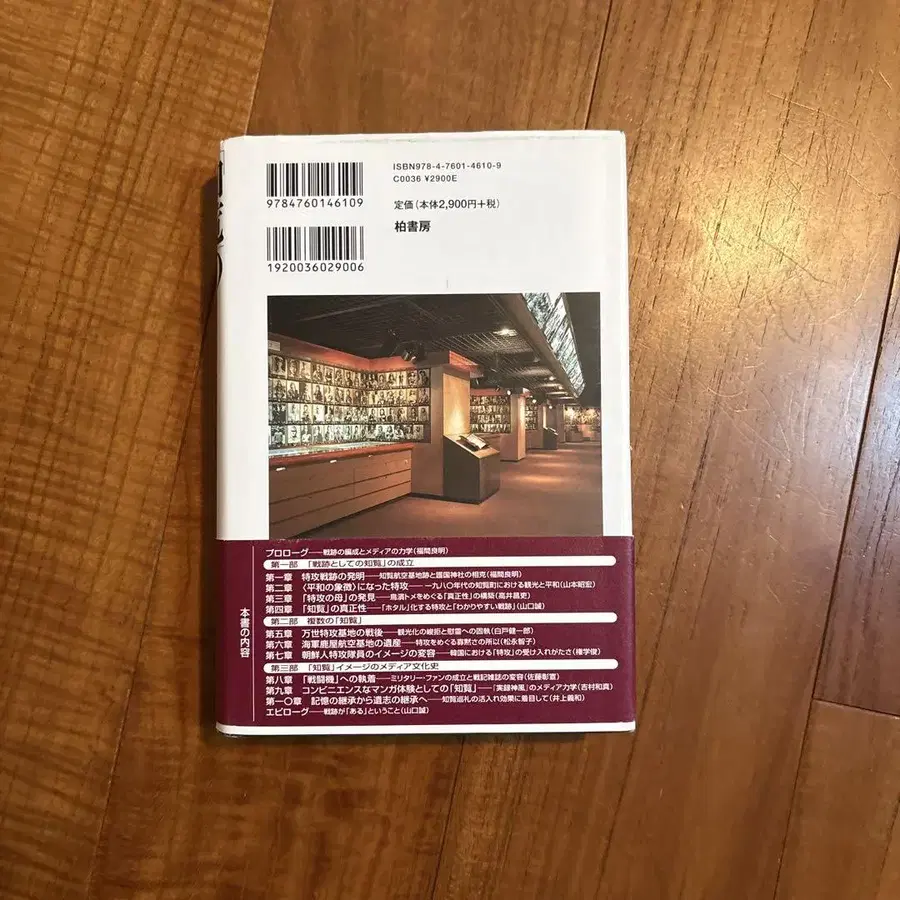 ISBN978-4-7601-4610-9
C0036 ¥2900E
9784760146109
定価(本体2,900円+税)
柏書房
1920036029006
本書の内容
プロローグ——戦跡の編成とメディアの力学(福間良明)
第一部 「戦跡としての知覧」の成立
第一章 特攻戦跡の発明——知覧航空基地跡と護国神社の相克(福間良明)
第二章 〈平和の象徴〉になった特攻——一九八〇年代の知覧町における観光と平和(山本昭宏)
第三章 「特攻の母」の発見——鳥濱トメをめぐる「真正性」の構築(高井昌吏)
第四章 「知覧」の真正性——「ホタル」化する特攻と「わかりやすい戦跡」(山口誠)
第二部 複数の「知覧」
第五章 万世特攻基地の戦後——観光化の峻拒と慰霊への固執(白戸健一郎)
第六章 海軍鹿屋航空基地の遺産——特攻をめぐる寡黙さの所以(松永智子)
第七章 朝鮮人特攻隊員のイメージの変容——韓国における「特攻」の受け入れがたさ(権学俊)
第三部 「知覧」イメージのメディア文化史
第八章 「戦闘機」への執着——ミリタリー・ファンの成立と戦記雑誌の変容(佐藤彰宣)
第九章 コンビニエンスなマンガ体験としての「知覧」——「実録神風」のメディア力学(吉村和真)
第一〇章 記憶の継承から遺志の継承へ——知覧巡礼の活入れ効果に着目して(井上義和)
エピローグ——戦跡が「ある」ということ(山口誠)